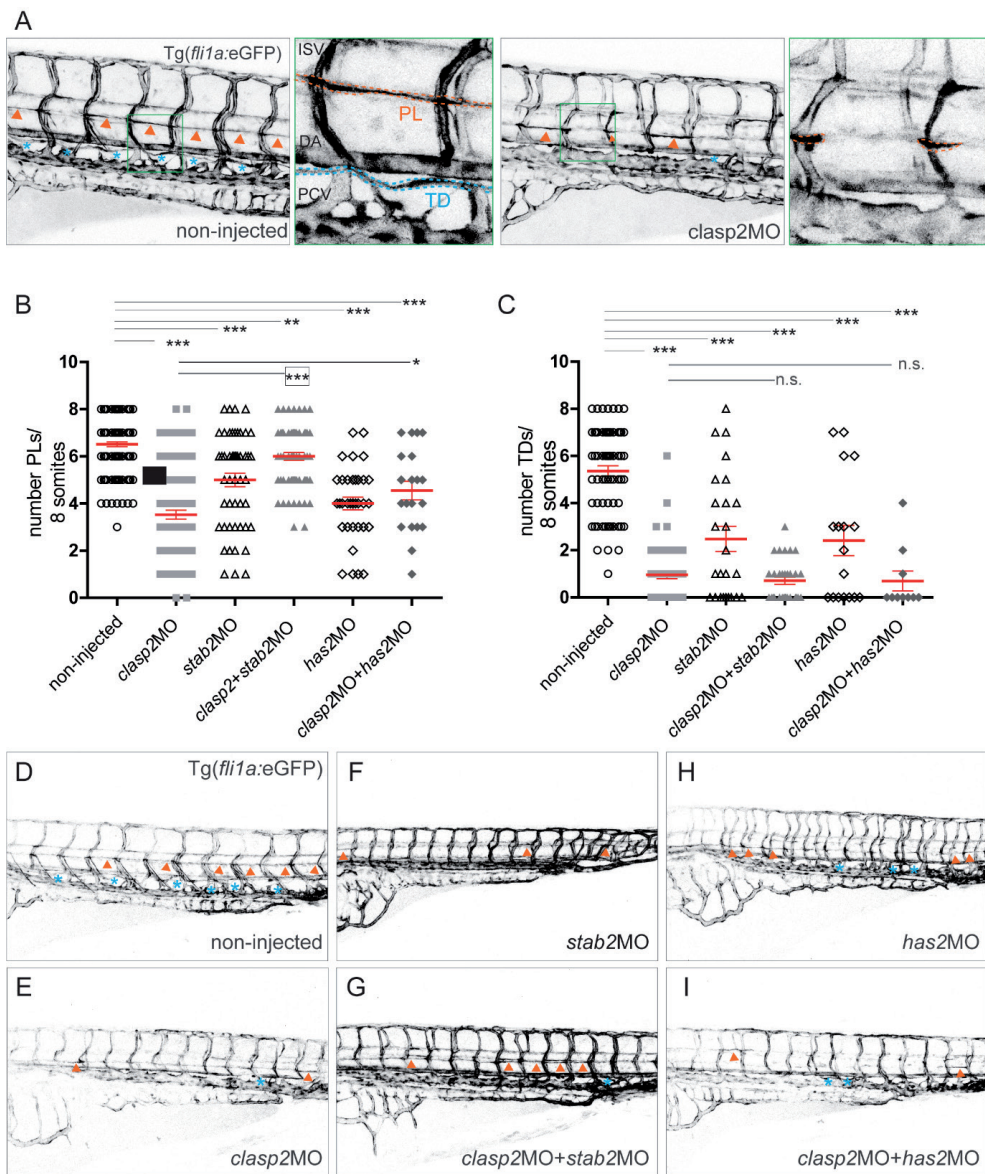 A
Tg(fli1a:eGFP)
non-injected
ISV
PL
DA
PCV
TD
clasp2MO
B
***
***
**
***
***
*
***
number PLs/
8 somites
10
8
6
4
2
0
non-injected
clasp2MO
stab2MO
clasp2+stab2MO
has2MO
clasp2MO+has2MO
C
***
***
***
***
***
n.s.
n.s.
number TDs/
8 somites
10
8
6
4
2
0
non-injected
clasp2MO
stab2MO
clasp2MO+stab2MO
has2MO
clasp2MO+has2MO
D
Tg(fli1a:eGFP)
non-injected
F
stab2MO
H
has2MO
E
clasp2MO
G
clasp2MO+stab2MO
I
clasp2MO+has2MO